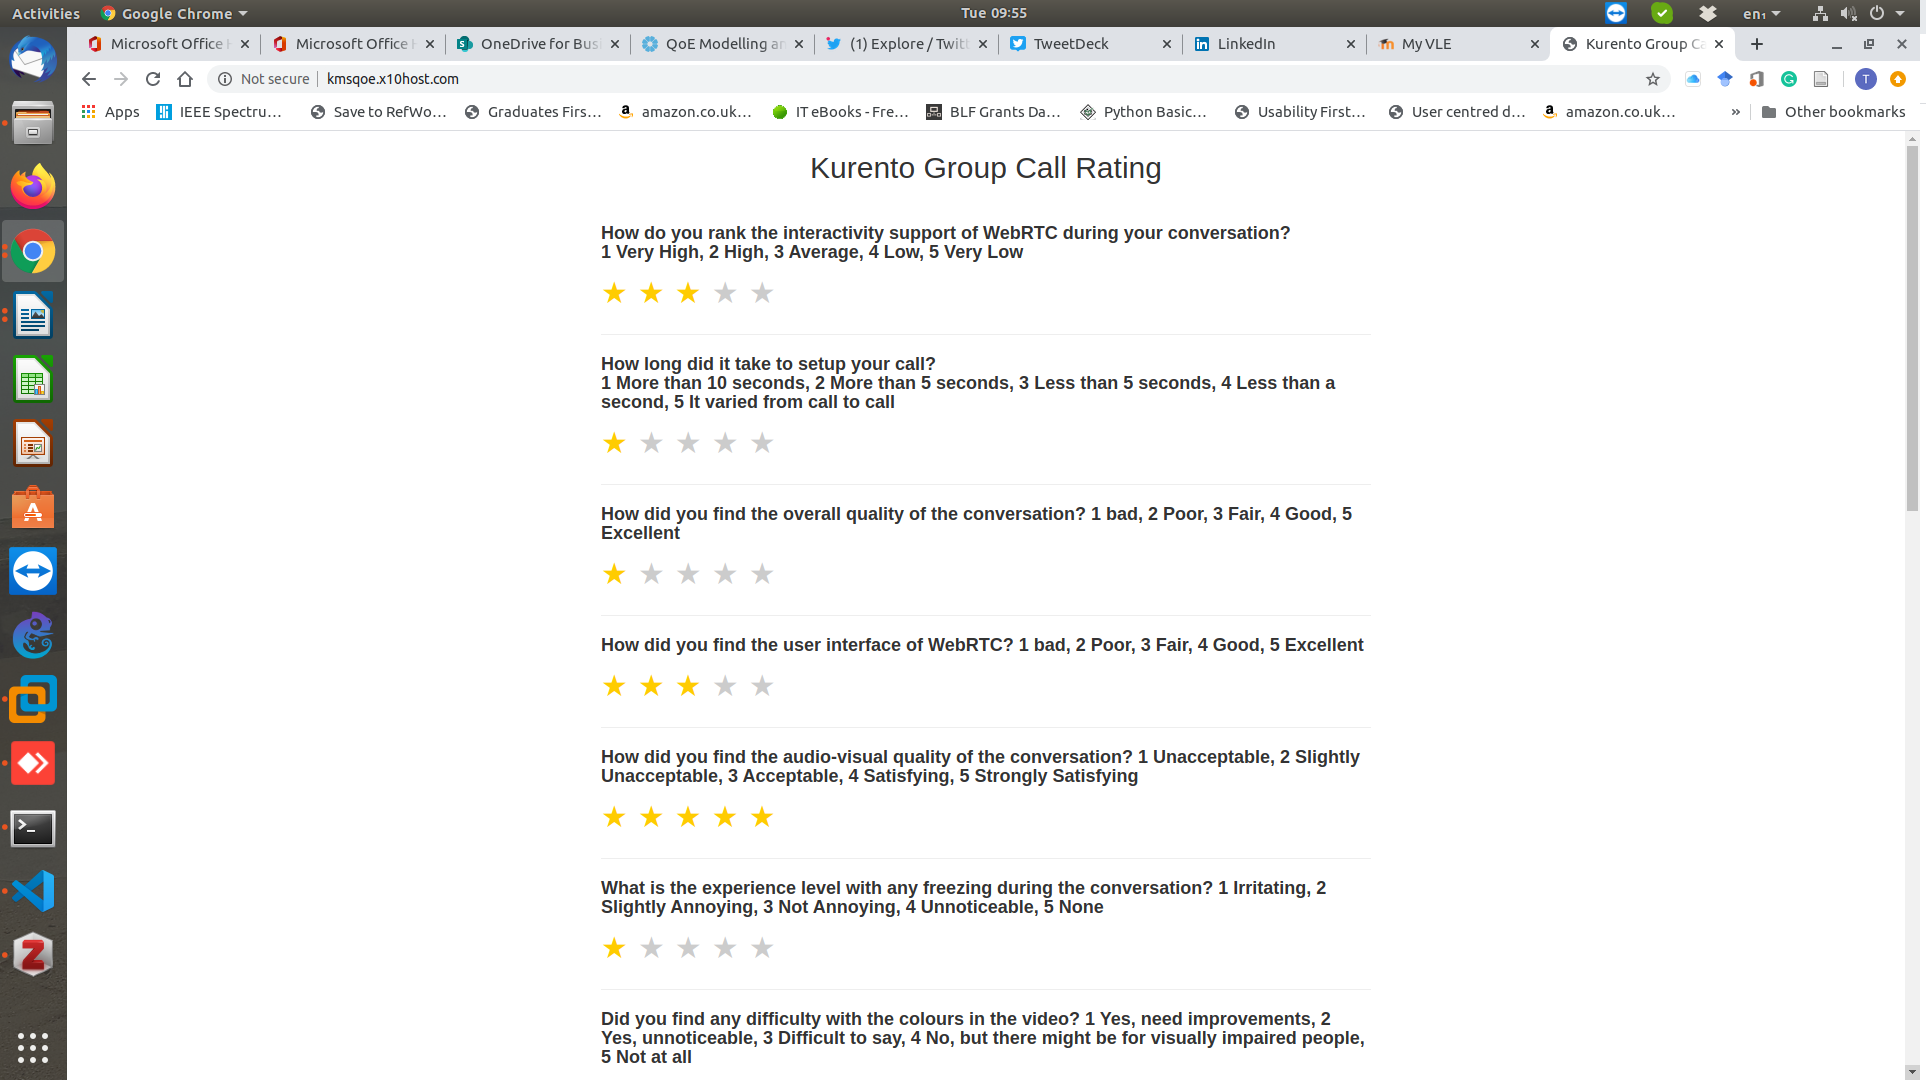 Activities Google Chrome Tue 09:55 en₁
Microsoft Office H Microsoft Office H OneDrive for Busi QoE Modelling an (1) Explore / Twitt TweetDeck LinkedIn My VLE Kurento Group Ca
Not secure kmsqoe.x10host.com T
Apps IEEE Spectru… Save to RefWo… Graduates Firs… amazon.co.uk… IT eBooks - Fre… BLF Grants Da… Python Basic… Usability First… User centred d… amazon.co.uk… » Other bookmarks
Kurento Group Call Rating
How do you rank the interactivity support of WebRTC during your conversation?
1 Very High, 2 High, 3 Average, 4 Low, 5 Very Low
How long did it take to setup your call?
1 More than 10 seconds, 2 More than 5 seconds, 3 Less than 5 seconds, 4 Less than a
second, 5 It varied from call to call
How did you find the overall quality of the conversation? 1 bad, 2 Poor, 3 Fair, 4 Good, 5
Excellent
How did you find the user interface of WebRTC? 1 bad, 2 Poor, 3 Fair, 4 Good, 5 Excellent
How did you find the audio-visual quality of the conversation? 1 Unacceptable, 2 Slightly
Unacceptable, 3 Acceptable, 4 Satisfying, 5 Strongly Satisfying
What is the experience level with any freezing during the conversation? 1 Irritating, 2
Slightly Annoying, 3 Not Annoying, 4 Unnoticeable, 5 None
Did you find any difficulty with the colours in the video? 1 Yes, need improvements, 2
Yes, unnoticeable, 3 Difficult to say, 4 No, but there might be for visually impaired people,
5 Not at all